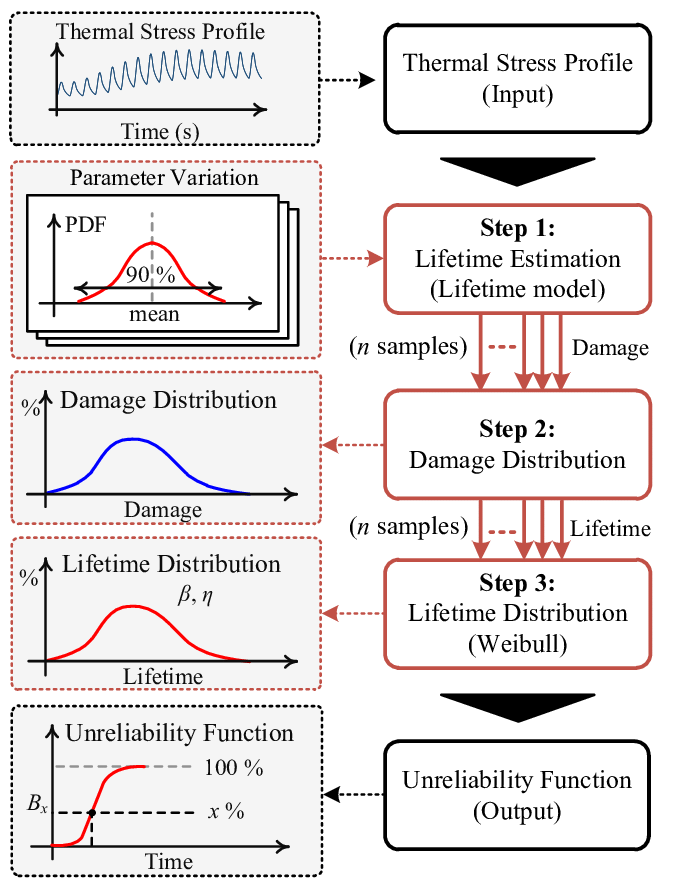 Thermal Stress Profile
Time (s)
Thermal Stress Profile
(Input)
Parameter Variation
PDF
90 %
mean
Step 1:
Lifetime Estimation
(Lifetime model)
(n samples)
Damage
% Damage Distribution
Damage
Step 2:
Damage Distribution
(n samples)
Lifetime
% Lifetime Distribution
β, η
Lifetime
Step 3:
Lifetime Distribution
(Weibull)
Unreliability Function
100 %
Bx
x %
Time
Unreliability Function
(Output)